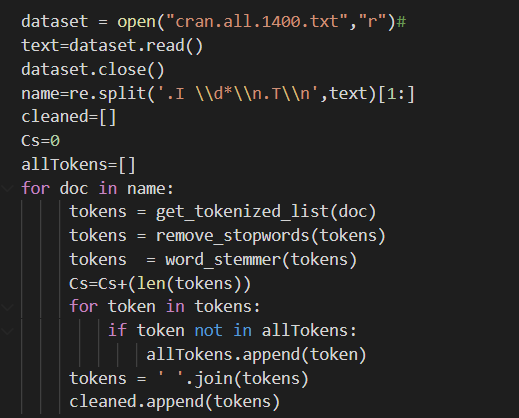 dataset = open("cran.all.1400.txt","r")#
text=dataset.read()
dataset.close()
name=re.split('.I \\d*\\n.T\\n',text)[1:]
cleaned=[]
Cs=0
allTokens=[]
for doc in name:
    tokens = get_tokenized_list(doc)
    tokens = remove_stopwords(tokens)
    tokens  = word_stemmer(tokens)
    Cs=Cs+(len(tokens))
    for token in tokens:
        if token not in allTokens:
            allTokens.append(token)
    tokens = ' '.join(tokens)
    cleaned.append(tokens)